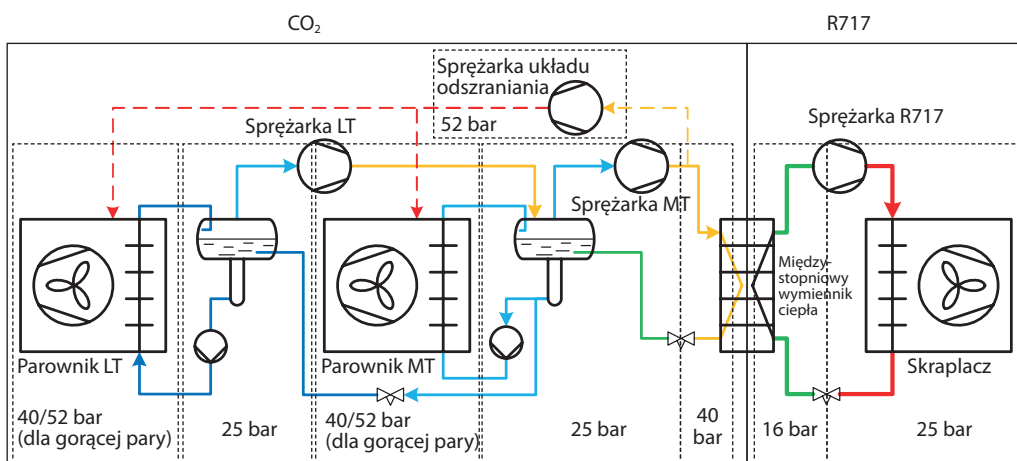 CO₂
R717
Sprężarka układu
odszraniania
52 bar
Sprężarka LT
Sprężarka R717
Sprężarka MT
Między-
stopniowy
wymiennik
ciepła
Parownik LT
Parownik MT
Skraplacz
40/52 bar
(dla gorącej pary)
25 bar
40/52 bar
(dla gorącej pary)
25 bar
40
bar
16 bar
25 bar